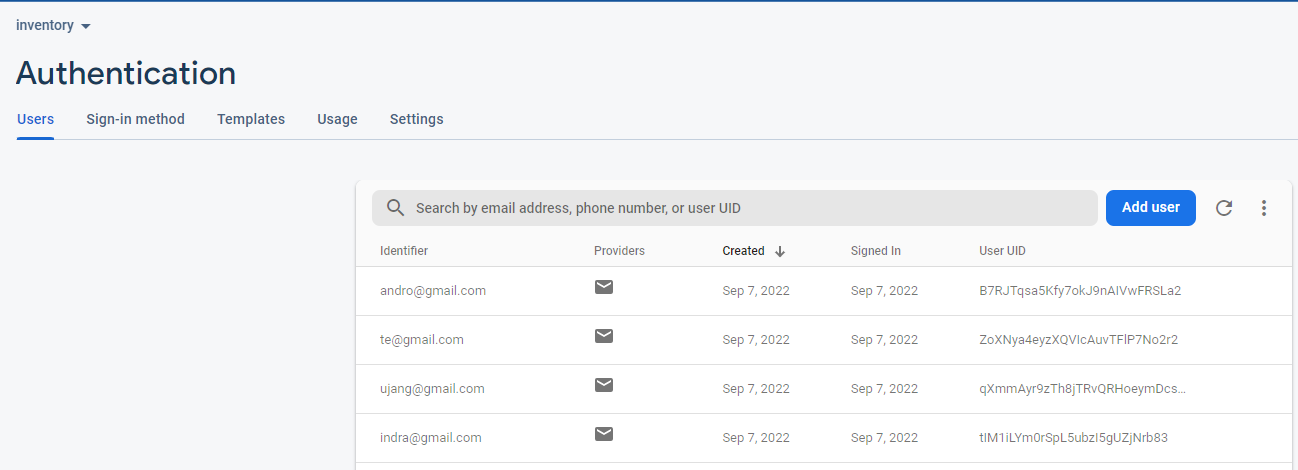 inventory
Authentication
Users Sign-in method Templates Usage Settings
Search by email address, phone number, or user UID Add user
Identifier Providers Created Signed In User UID
andro@gmail.com Sep 7, 2022 Sep 7, 2022 B7RJTqsa5Kfy7okJ9nAIVwFRSLa2
te@gmail.com Sep 7, 2022 Sep 7, 2022 ZoXNya4eyzXQVIcAuvTFlP7No2r2
ujang@gmail.com Sep 7, 2022 Sep 7, 2022 qXmmAyr9zTh8jTRvQRHoeymDcs...
indra@gmail.com Sep 7, 2022 Sep 7, 2022 tIM1iLYm0rSpL5ubzI5gUZjNrb83